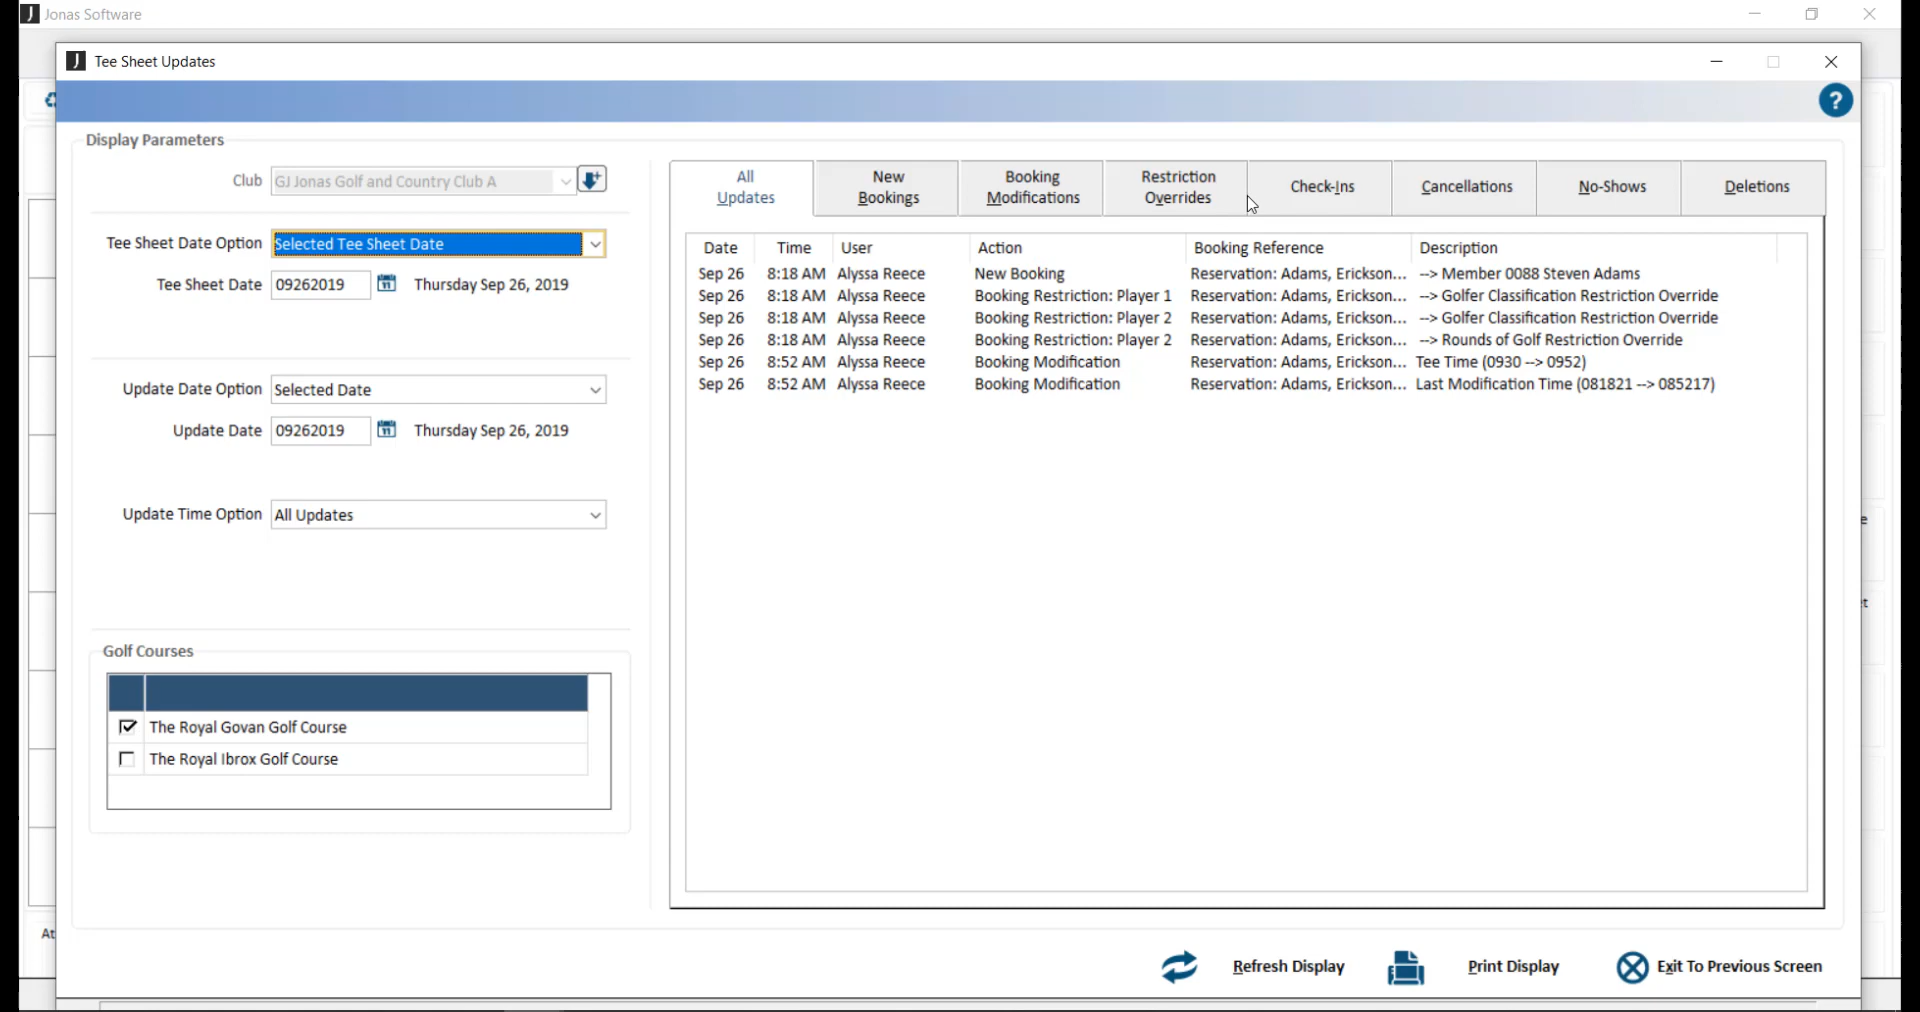 Jonas Software
Tee Sheet Updates
?
Display Parameters
Club GJ Jonas Golf and Country Club A
Tee Sheet Date Option Selected Tee Sheet Date
Tee Sheet Date 09262019 Thursday Sep 26, 2019
Update Date Option Selected Date
Update Date 09262019 Thursday Sep 26, 2019
Update Time Option All Updates
Golf Courses
The Royal Govan Golf Course
The Royal Ibrox Golf Course
At
All Updates New Bookings Booking Modifications Restriction Overrides Check-Ins Cancellations No-Shows Deletions
Date Time User Action Booking Reference Description
Sep 26 8:18 AM Alyssa Reece New Booking Reservation: Adams, Erickson... --> Member 0088 Steven Adams
Sep 26 8:18 AM Alyssa Reece Booking Restriction: Player 1 Reservation: Adams, Erickson... --> Golfer Classification Restriction Override
Sep 26 8:18 AM Alyssa Reece Booking Restriction: Player 2 Reservation: Adams, Erickson... --> Golfer Classification Restriction Override
Sep 26 8:18 AM Alyssa Reece Booking Restriction: Player 2 Reservation: Adams, Erickson... --> Rounds of Golf Restriction Override
Sep 26 8:52 AM Alyssa Reece Booking Modification Reservation: Adams, Erickson... Tee Time (0930 --> 0952)
Sep 26 8:52 AM Alyssa Reece Booking Modification Reservation: Adams, Erickson... Last Modification Time (081821 --> 085217)
Refresh Display Print Display Exit To Previous Screen